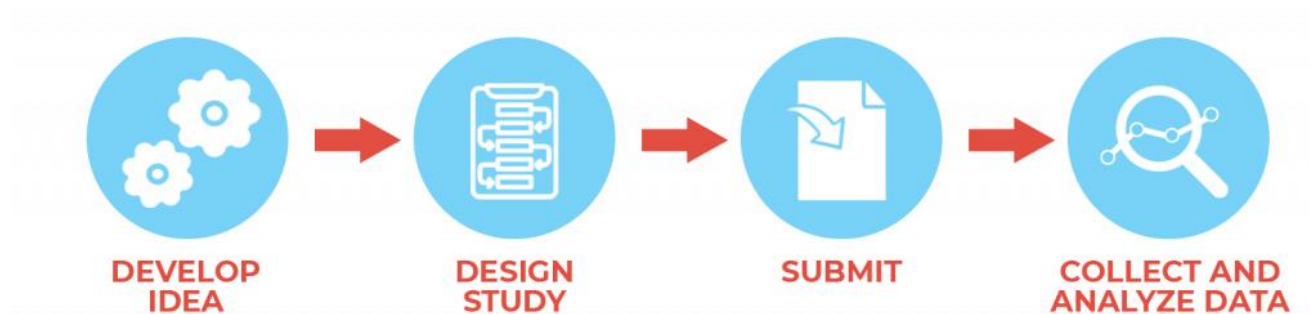 DEVELOP
IDEA
DESIGN
STUDY
SUBMIT
COLLECT AND
ANALYZE DATA